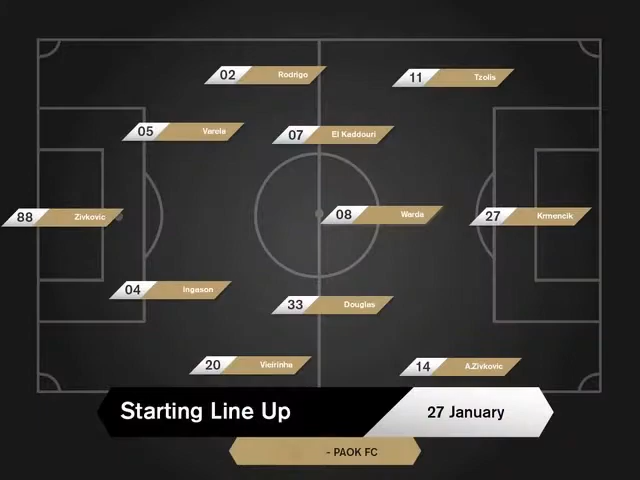 02 Rodrigo
11 Tzolis
05 Varela
07 El Kaddouri
88 Zivkovic
08 Warda
27 Krmencik
04 Ingason
33 Douglas
20 Vieirinha
14 A.Zivkovic
Starting Line Up
27 January
- PAOK FC